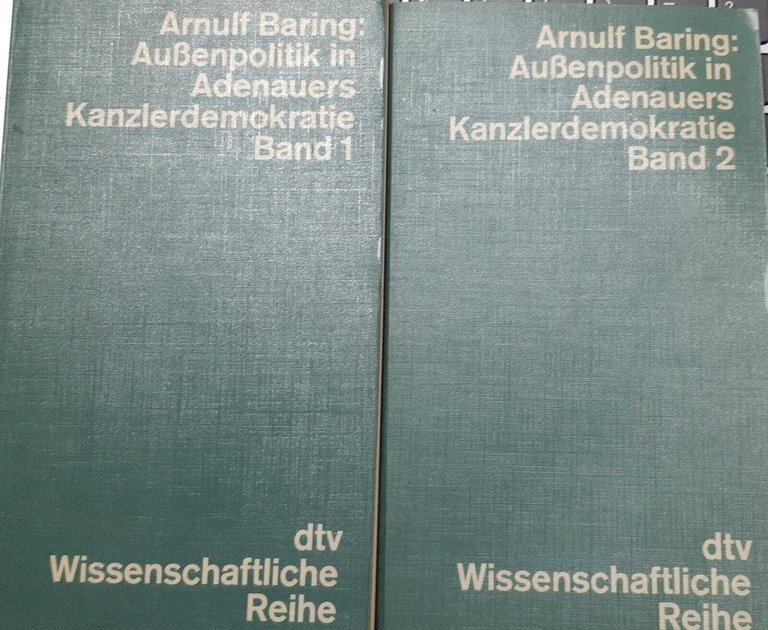 Arnulf Baring:
Außenpolitik in
Adenauers
Kanzlerdemokratie
Band 1
dtv
Wissenschaftliche
Reihe
Arnulf Baring:
Außenpolitik in
Adenauers
Kanzlerdemokratie
Band 2
dtv
Wissenschaftliche
Reihe